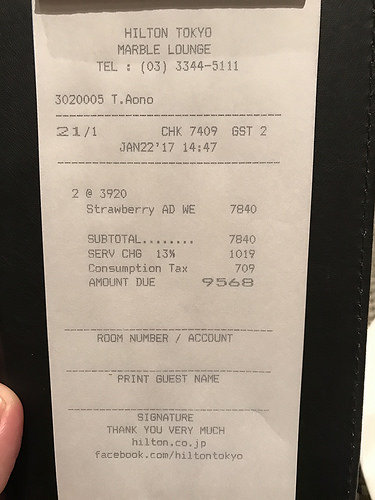 HILTON TOKYO
MARBLE LOUNGE
TEL : (03) 3344-5111
3020005 T.Aono
21/1 CHK 7409 GST 2
JAN22'17 14:47
2 @ 3920
Strawberry AD WE 7840
SUBTOTAL........ 7840
SERV CHG 13% 1019
Consumption Tax 709
AMOUNT DUE 9568
ROOM NUMBER / ACCOUNT
PRINT GUEST NAME
SIGNATURE
THANK YOU VERY MUCH
hilton.co.jp
facebook.com/hiltontokyo